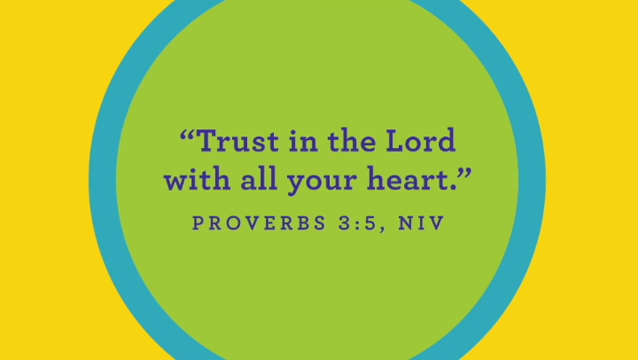 “Trust in the Lord
with all your heart.”
PROVERBS 3:5, NIV